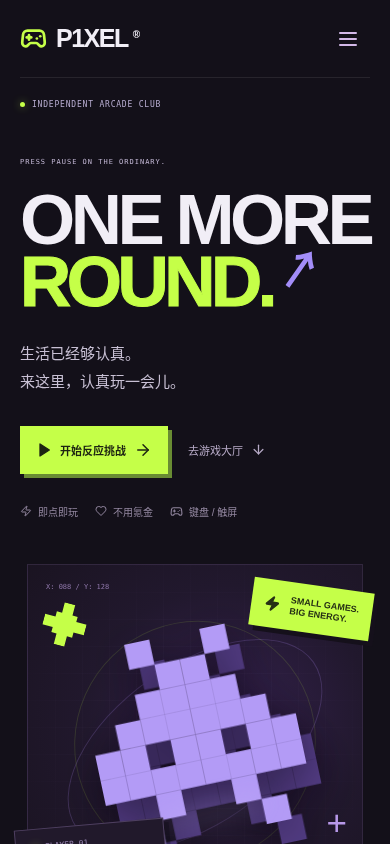 P1XEL ®
INDEPENDENT ARCADE CLUB
PRESS PAUSE ON THE ORDINARY.
ONE MORE
ROUND.
生活已经够认真。
来这里，认真玩一会儿。
开始反应挑战
去游戏大厅
即点即玩 不用氪金 键盘 / 触屏
X: 088 / Y: 128
SMALL GAMES.
BIG ENERGY.
PLAYER 01